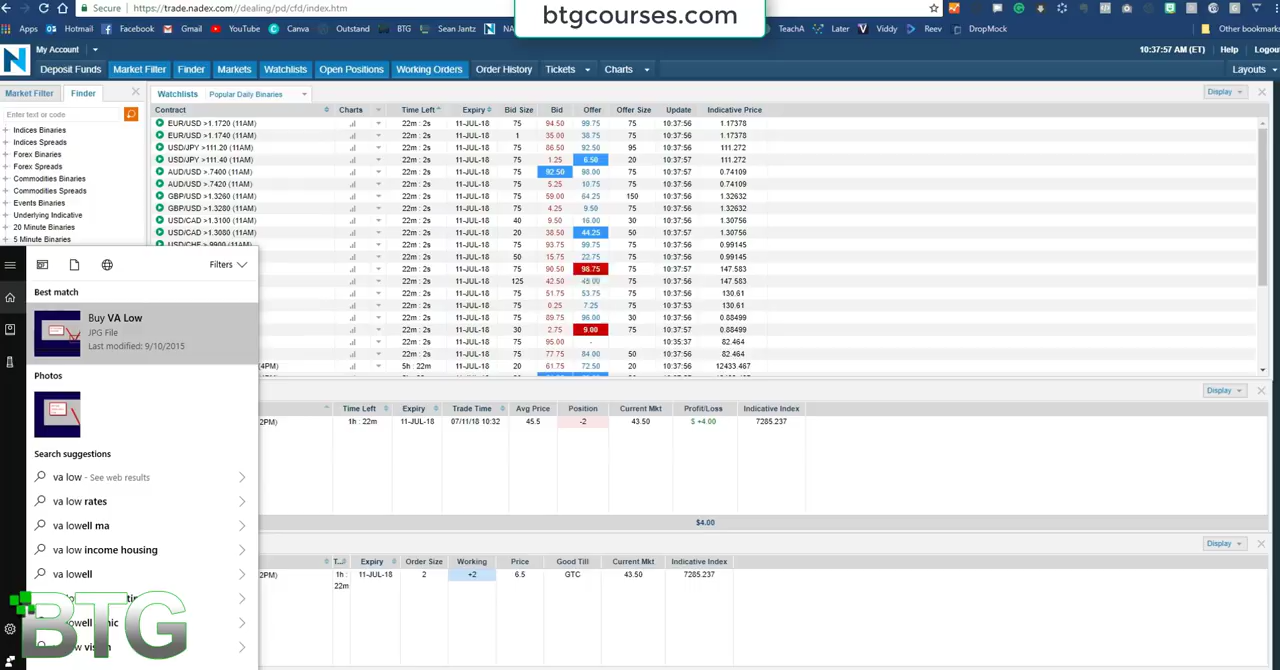 btgcourses.com
Secure https://trade.nadex.com/dealing/pd/cfd/index.htm
Apps Outlook Hotmail Facebook Gmail YouTube Canva Outstand BTG Sean Jantz TeachA Later Viddy Reev DropMock Other bookmarks
My Account 10:37:57 AM (ET) Help Logou
Deposit Funds Market Filter Finder Markets Watchlists Open Positions Working Orders Order History Tickets Charts Layouts
Market Filter Finder
Watchlists Popular Daily Binaries Display
Enter text or code
Indices Binaries
Indices Spreads
Forex Binaries
Forex Spreads
Commodities Binaries
Commodities Spreads
Events Binaries
Underlying Indicative
20 Minute Binaries
5 Minute Binaries
Contract Charts Time Left Expiry Bid Size Bid Offer Offer Size Update Indicative Price
EUR/USD >1.1720 (11AM) 22m : 2s 11-JUL-18 75 94.50 99.75 75 10:37:56 1.17378
EUR/USD >1.1740 (11AM) 22m : 2s 11-JUL-18 1 35.00 38.75 75 10:37:56 1.17378
USD/JPY >111.20 (11AM) 22m : 2s 11-JUL-18 75 86.50 92.50 95 10:37:56 111.272
USD/JPY >111.40 (11AM) 22m : 2s 11-JUL-18 75 1.25 6.50 20 10:37:56 111.272
AUD/USD >.7400 (11AM) 22m : 2s 11-JUL-18 75 92.50 98.00 75 10:37:56 0.74109
AUD/USD >.7420 (11AM) 22m : 2s 11-JUL-18 75 5.25 10.75 75 10:37:56 0.74109
GBP/USD >1.3260 (11AM) 22m : 2s 11-JUL-18 75 59.00 64.25 150 10:37:56 1.32632
GBP/USD >1.3280 (11AM) 22m : 2s 11-JUL-18 75 4.25 9.50 75 10:37:56 1.32632
USD/CAD >1.3100 (11AM) 22m : 2s 11-JUL-18 40 9.50 16.00 30 10:37:56 1.30756
USD/CAD >1.3080 (11AM) 22m : 2s 11-JUL-18 20 38.50 44.25 50 10:37:56 1.30756
USD/CHF >.9900 (11AM) 22m : 2s 11-JUL-18 75 93.75 99.75 75 10:37:56 0.99145
22m : 2s 11-JUL-18 50 15.75 22.75 75 10:37:56 0.99145
22m : 2s 11-JUL-18 75 90.50 98.75 75 10:37:56 147.583
22m : 2s 11-JUL-18 125 42.50 49.00 75 10:37:56 147.583
22m : 2s 11-JUL-18 75 51.75 53.75 75 10:37:56 130.61
22m : 2s 11-JUL-18 75 0.25 7.25 75 10:37:56 130.61
22m : 2s 11-JUL-18 75 89.75 96.00 30 10:37:56 0.88499
22m : 2s 11-JUL-18 30 2.75 9.00 75 10:37:57 0.88499
22m : 2s 11-JUL-18 75 95.00 - 10:35:37 82.464
22m : 2s 11-JUL-18 75 77.75 84.00 50 10:37:56 82.464
(4PM) 5h : 22m 11-JUL-18 20 61.75 72.50 20 10:37:56 12433.467
Filters
Best match
Buy VA Low
JPG File
Last modified: 9/10/2015
Photos
Search suggestions
va low - See web results
va low rates
va lowell ma
va low income housing
va lowell
BTG
Display
Time Left Expiry Trade Time Avg Price Position Current Mkt Profit/Loss Indicative Index
2PM) 1h : 22m 11-JUL-18 07/11/18 10:32 45.5 -2 43.50 $ +4.00 7285.237
$4.00
Display
T... Expiry Order Size Working Price Good Till Current Mkt Indicative Index
2PM) 1h : 22m 11-JUL-18 2 +2 6.5 GTC 43.50 7285.237